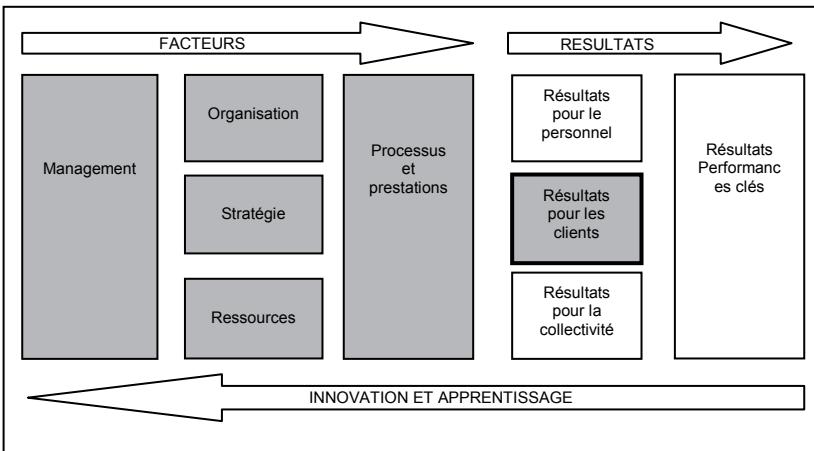 FACTEURS
RESULTATS
Management
Organisation
Stratégie
Ressources
Processus
et
prestations
Résultats
pour le
personnel
Résultats
pour les
clients
Résultats
pour la
collectivité
Résultats
Performanc
es clés
INNOVATION ET APPRENTISSAGE